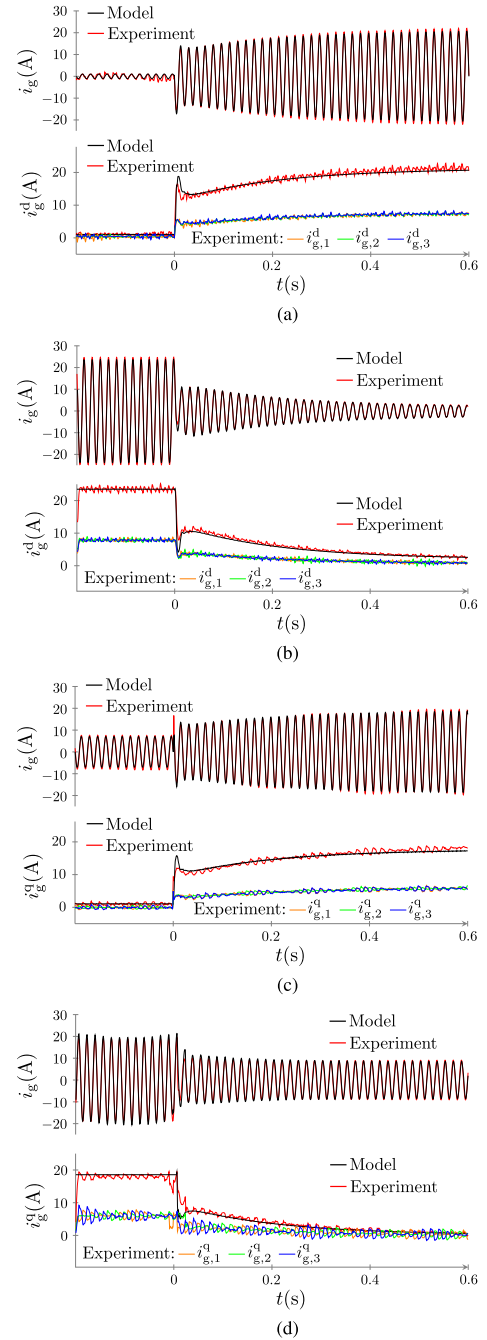 30
20
10
0
−10
−20
i_g(A)
Model
Experiment
Model
Experiment
20
10
0
i_g^d(A)
Experiment: i_{g,1}^d i_{g,2}^d i_{g,3}^d
0 0.2 0.4 0.6
t(s)
(a)
30
20
10
0
−10
−20
i_g(A)
Model
Experiment
20
10
0
i_g^d(A)
Model
Experiment
Experiment: i_{g,1}^d i_{g,2}^d i_{g,3}^d
0 0.2 0.4 0.6
t(s)
(b)
Model
Experiment
30
20
10
0
−10
−20
i_g(A)
Model
Experiment
20
10
0
i_g^q(A)
Experiment: i_{g,1}^q i_{g,2}^q i_{g,3}^q
0 0.2 0.4 0.6
t(s)
(c)
30
20
10
0
−10
−20
i_g(A)
Model
Experiment
20
10
0
i_g^q(A)
Model
Experiment
Experiment: i_{g,1}^q i_{g,2}^q i_{g,3}^q
0 0.2 0.4 0.6
t(s)
(d)